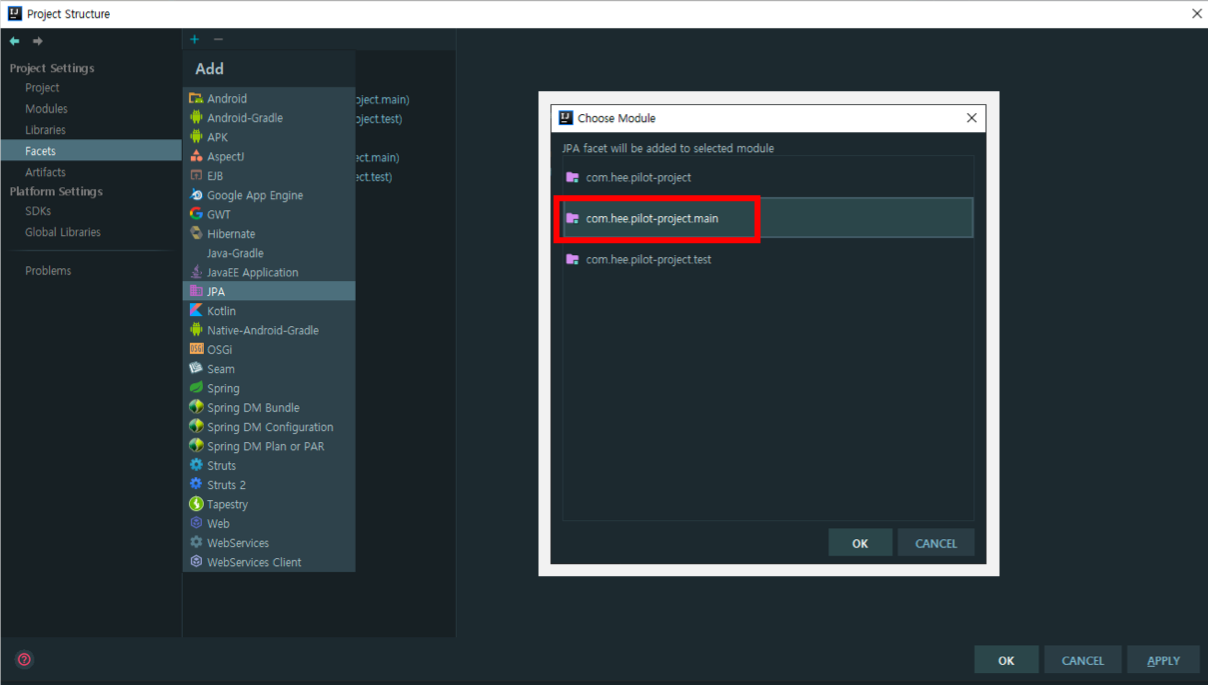 Project Structure
Project Settings
Project
Modules
Libraries
Facets
Artifacts
Platform Settings
SDKs
Global Libraries
Problems
Add
Android
Android-Gradle
APK
AspectJ
EJB
Google App Engine
GWT
Hibernate
Java-Gradle
JavaEE Application
JPA
Kotlin
Native-Android-Gradle
OSGi
Seam
Spring
Spring DM Bundle
Spring DM Configuration
Spring DM Plan or PAR
Struts
Struts 2
Tapestry
Web
WebServices
WebServices Client
oject.main)
oject.test)
ect.main)
ect.test)
Choose Module
JPA facet will be added to selected module
com.hee.pilot-project
com.hee.pilot-project.main
com.hee.pilot-project.test
OK
CANCEL
OK
CANCEL
APPLY